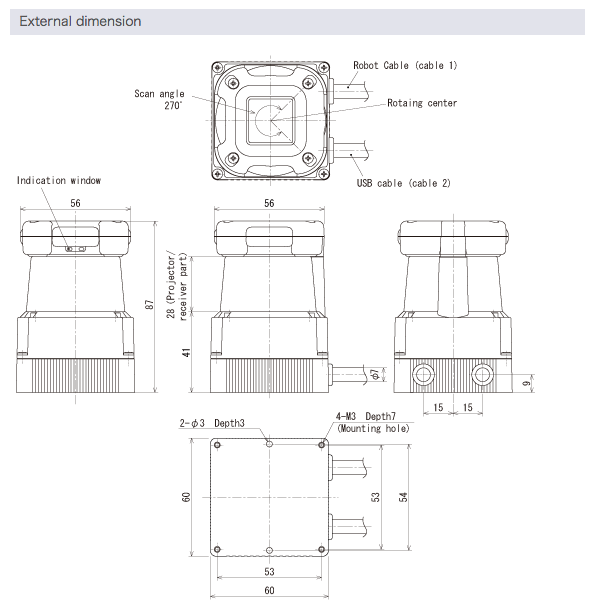 External dimension
Robot Cable (cable 1)
Scan angle
270°
Rotaing center
USB cable (cable 2)
Indication window
56
56
87
28 (Projector/
receiver part)
41
φ7
9
15
15
2-φ3 Depth3
4-M3 Depth7
(Mounting hole)
60
53
54
53
60